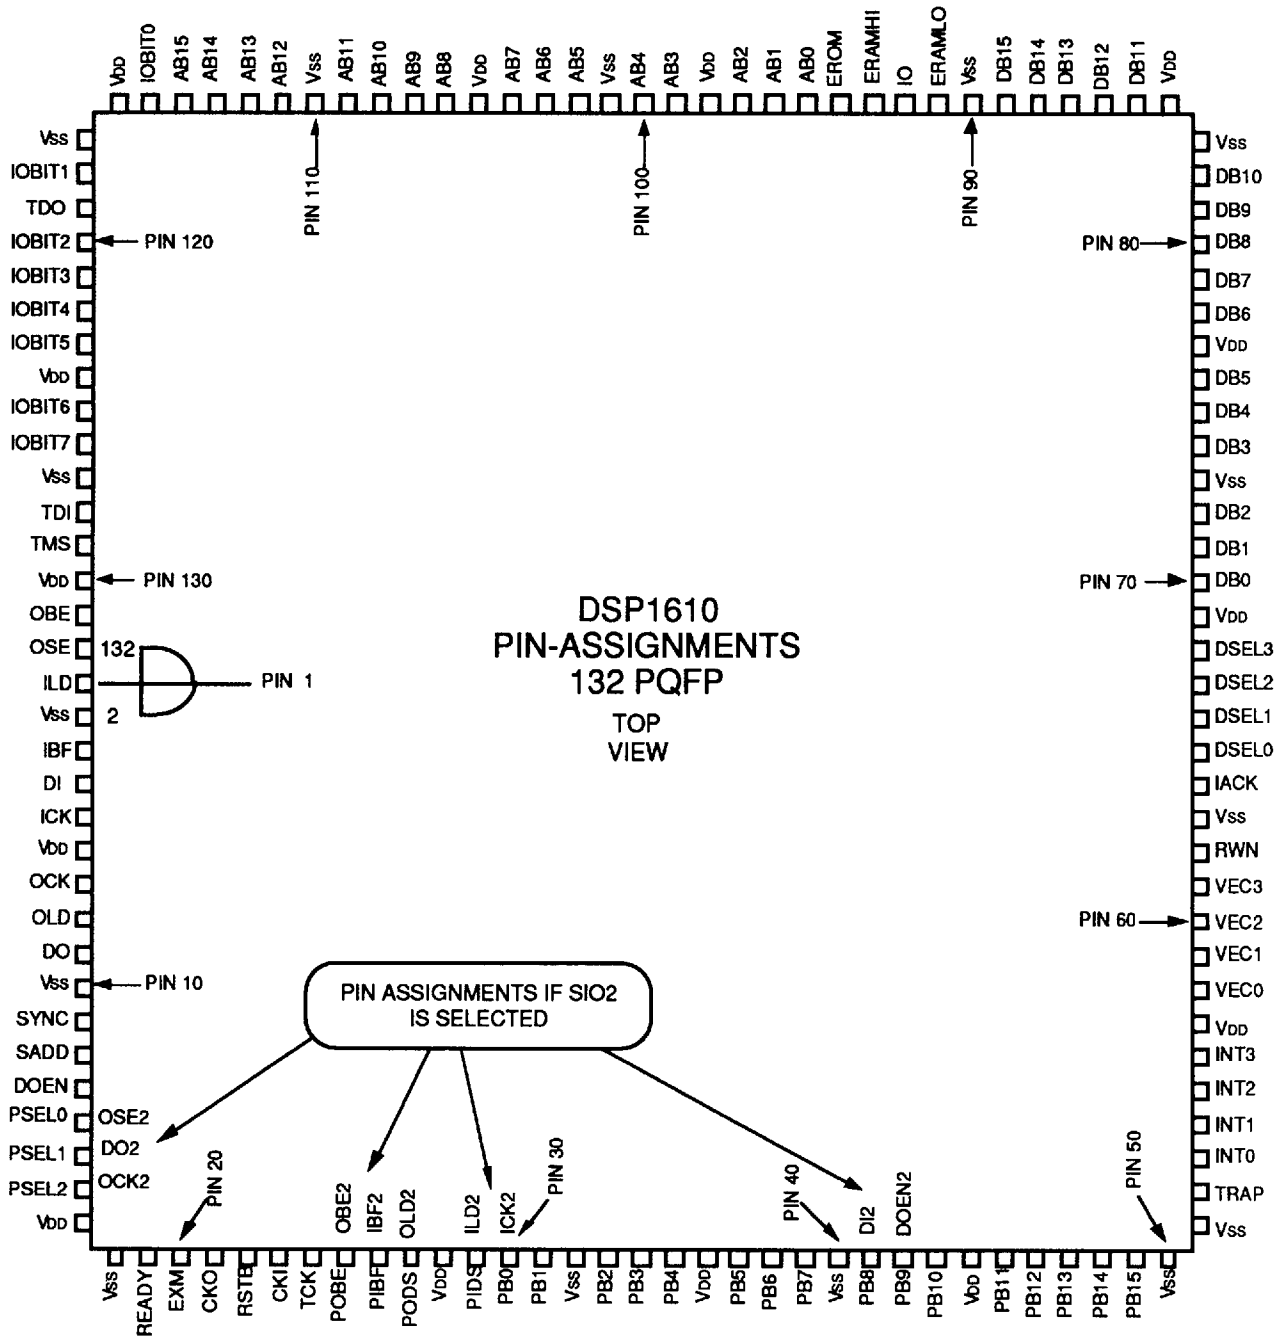 VDD
IOBIT0
AB15
AB14
AB13
AB12
VSS
AB11
AB10
AB9
AB8
VDD
AB7
AB6
AB5
VSS
AB4
AB3
VDD
AB2
AB1
AB0
EROM
ERAMHI
IO
ERAMLO
VSS
DB15
DB14
DB13
DB12
DB11
VDD
PIN 110
PIN 100
PIN 90
VSS
IOBIT1
TDO
IOBIT2
PIN 120
IOBIT3
IOBIT4
IOBIT5
VDD
IOBIT6
IOBIT7
VSS
TDI
TMS
VDD
PIN 130
OBE
OSE
132
ILD
PIN 1
VSS
2
IBF
DI
ICK
VDD
OCK
OLD
DO
VSS
PIN 10
SYNC
SADD
DOEN
PSEL0
OSE2
PSEL1
DO2
PSEL2
OCK2
VDD
DSP1610
PIN-ASSIGNMENTS
132 PQFP
TOP
VIEW
PIN ASSIGNMENTS IF SIO2
IS SELECTED
VSS
DB10
DB9
PIN 80
DB8
DB7
DB6
VDD
DB5
DB4
DB3
VSS
DB2
DB1
PIN 70
DB0
VDD
DSEL3
DSEL2
DSEL1
DSEL0
IACK
VSS
RWN
VEC3
PIN 60
VEC2
VEC1
VEC0
VDD
INT3
INT2
INT1
INT0
TRAP
VSS
PIN 20
OBE2
IBF2
OLD2
ILD2
ICK2
PIN 30
PIN 40
DI2
DOEN2
PIN 50
VSS
READY
EXM
CKO
RSTB
CKI
TCK
POBE
PIBF
PODS
VDD
PIDS
PB0
PB1
VSS
PB2
PB3
PB4
VDD
PB5
PB6
PB7
VSS
PB8
PB9
PB10
VDD
PB11
PB12
PB13
PB14
PB15
VSS